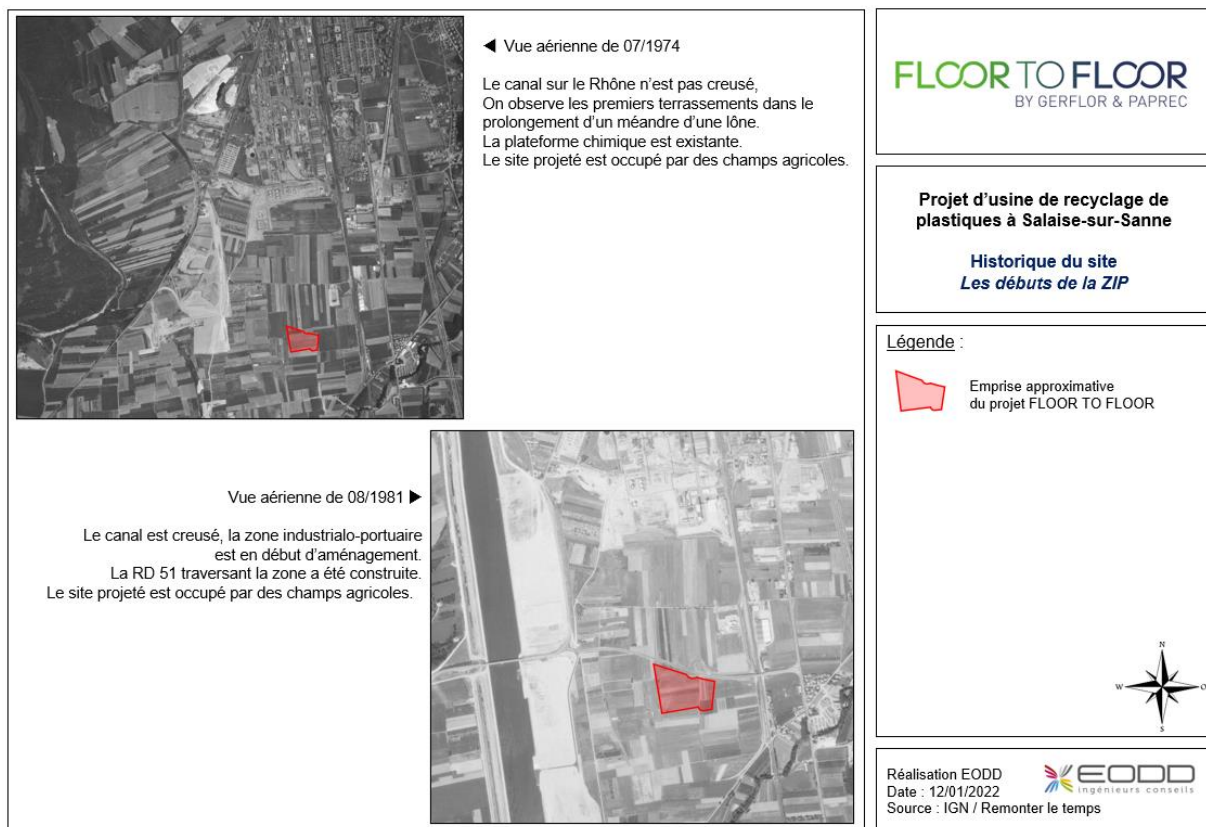 ◄ Vue aérienne de 07/1974
Le canal sur le Rhône n'est pas creusé,
On observe les premiers terrassements dans le
prolongement d'un méandre d'une lône.
La plateforme chimique est existante.
Le site projeté est occupé par des champs agricoles.
Vue aérienne de 08/1981 ►
Le canal est creusé, la zone industrialo-portuaire
est en début d'aménagement.
La RD 51 traversant la zone a été construite.
Le site projeté est occupé par des champs agricoles.
FLOOR TO FLOOR
BY GERFLOR & PAPREC
Projet d'usine de recyclage de
plastiques à Salaise-sur-Sanne
Historique du site
Les débuts de la ZIP
Légende :
Emprise approximative
du projet FLOOR TO FLOOR
N
W
O
S
Réalisation EODD
Date : 12/01/2022
Source : IGN / Remonter le temps
EODD
ingénieurs conseils